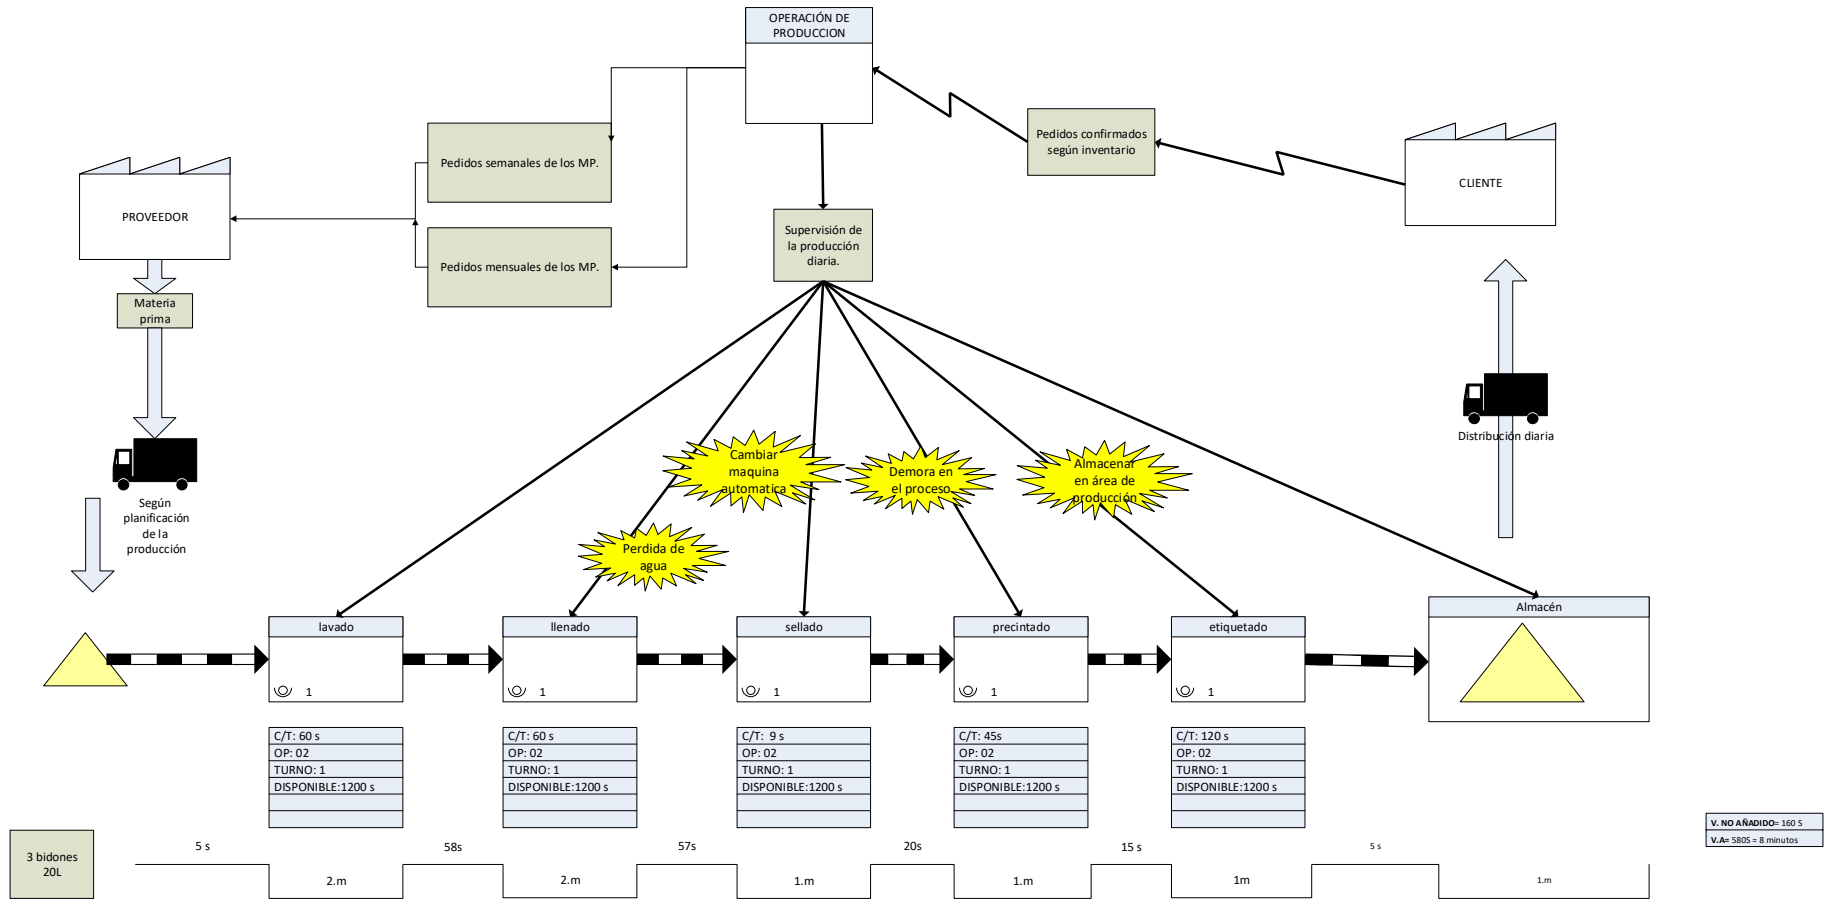 OPERACIÓN DE
PRODUCCION
Pedidos semanales de los MP.
Pedidos mensuales de los MP.
PROVEEDOR
Materia
prima
Según
planificación
de la
producción
Pedidos confirmados
según inventario
CLIENTE
Supervisión de
la producción
diaria.
Distribución diaria
Cambiar
maquina
automatica
Demora en
el proceso
Almacenar
en área de
producción
Perdida de
agua
lavado
1
llenado
1
sellado
1
precintado
1
etiquetado
1
Almacén
C/T: 60 s
OP: 02
TURNO: 1
DISPONIBLE:1200 s
C/T: 60 s
OP: 02
TURNO: 1
DISPONIBLE:1200 s
C/T: 9 s
OP: 02
TURNO: 1
DISPONIBLE:1200 s
C/T: 45s
OP: 02
TURNO: 1
DISPONIBLE:1200 s
C/T: 120 s
OP: 02
TURNO: 1
DISPONIBLE:1200 s
3 bidones
20L
5 s
2.m
58s
2.m
57s
1.m
20s
1.m
15 s
1m
5 s
1.m
V. NO AÑADIDO= 160 S
V.A= 580S = 8 minutos